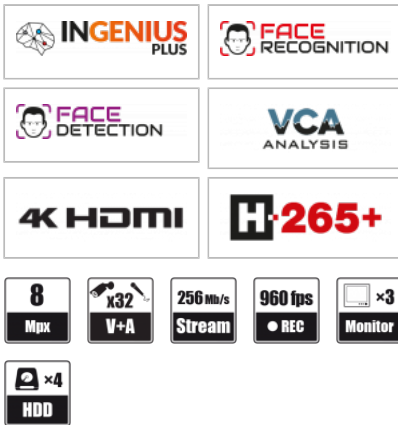 INGENIUS
PLUS
FACE
RECOGNITION
FACE
DETECTION
VCA
ANALYSIS
4K HDMI
H.265+
8
Mpx
x32
V+A
256 Mb/s
Stream
960 fps
REC
×3
Monitor
×4
HDD